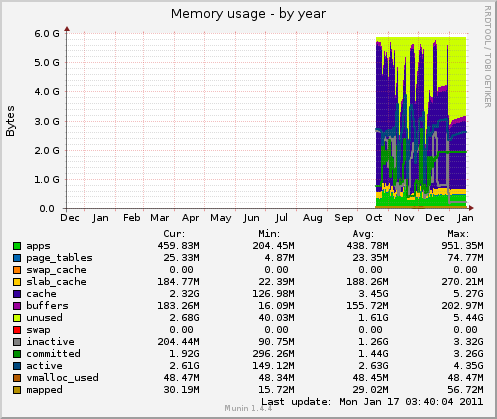 Memory usage - by year
RRDTOOL / TOBI OETIKER
Bytes
6.0 G
5.0 G
4.0 G
3.0 G
2.0 G
1.0 G
0.0
Dec Jan Feb Mar Apr May Jun Jul Aug Sep Oct Nov Dec Jan
Cur: Min: Avg: Max:
apps 459.83M 204.45M 438.78M 951.35M
page_tables 25.33M 4.87M 23.35M 74.77M
swap_cache 0.00 0.00 0.00 0.00
slab_cache 184.77M 22.39M 188.26M 270.21M
cache 2.32G 126.98M 3.45G 5.27G
buffers 183.26M 16.09M 155.72M 202.97M
unused 2.68G 40.03M 1.61G 5.44G
swap 0.00 0.00 0.00 0.00
inactive 204.44M 90.75M 1.26G 3.32G
committed 1.92G 296.26M 1.44G 3.26G
active 2.61G 149.12M 2.63G 4.35G
vmalloc_used 48.47M 48.34M 48.45M 48.47M
mapped 30.19M 15.72M 29.02M 56.72M
Last update: Mon Jan 17 03:40:04 2011
Munin 1.4.4